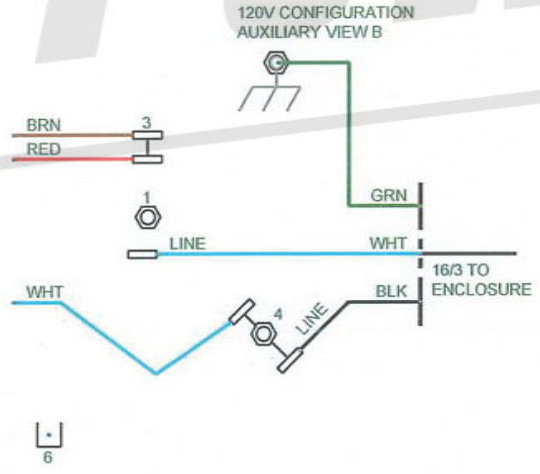 120V CONFIGURATION
AUXILIARY VIEW B
BRN
3
RED
GRN
1
LINE
WHT
16/3 TO
ENCLOSURE
WHT
BLK
4
LINE
6